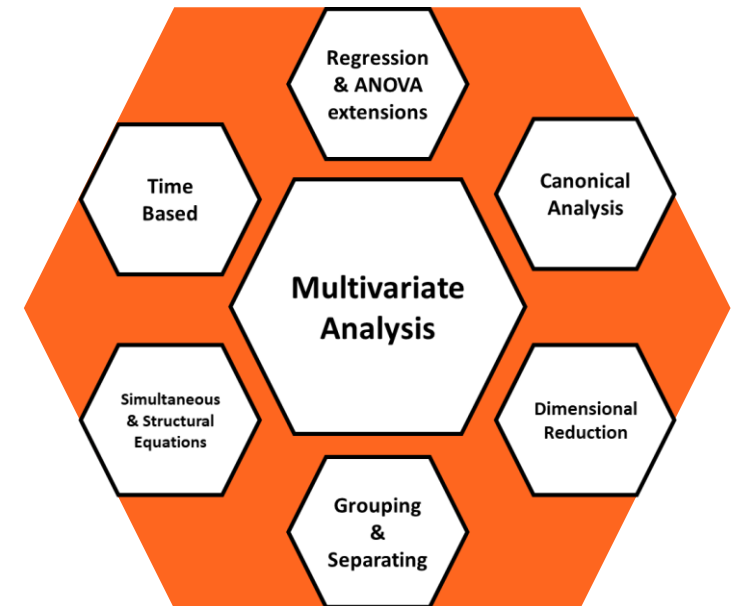 Regression
& ANOVA
extensions
Time
Based
Canonical
Analysis
Multivariate
Analysis
Simultaneous
& Structural
Equations
Dimensional
Reduction
Grouping
&
Separating